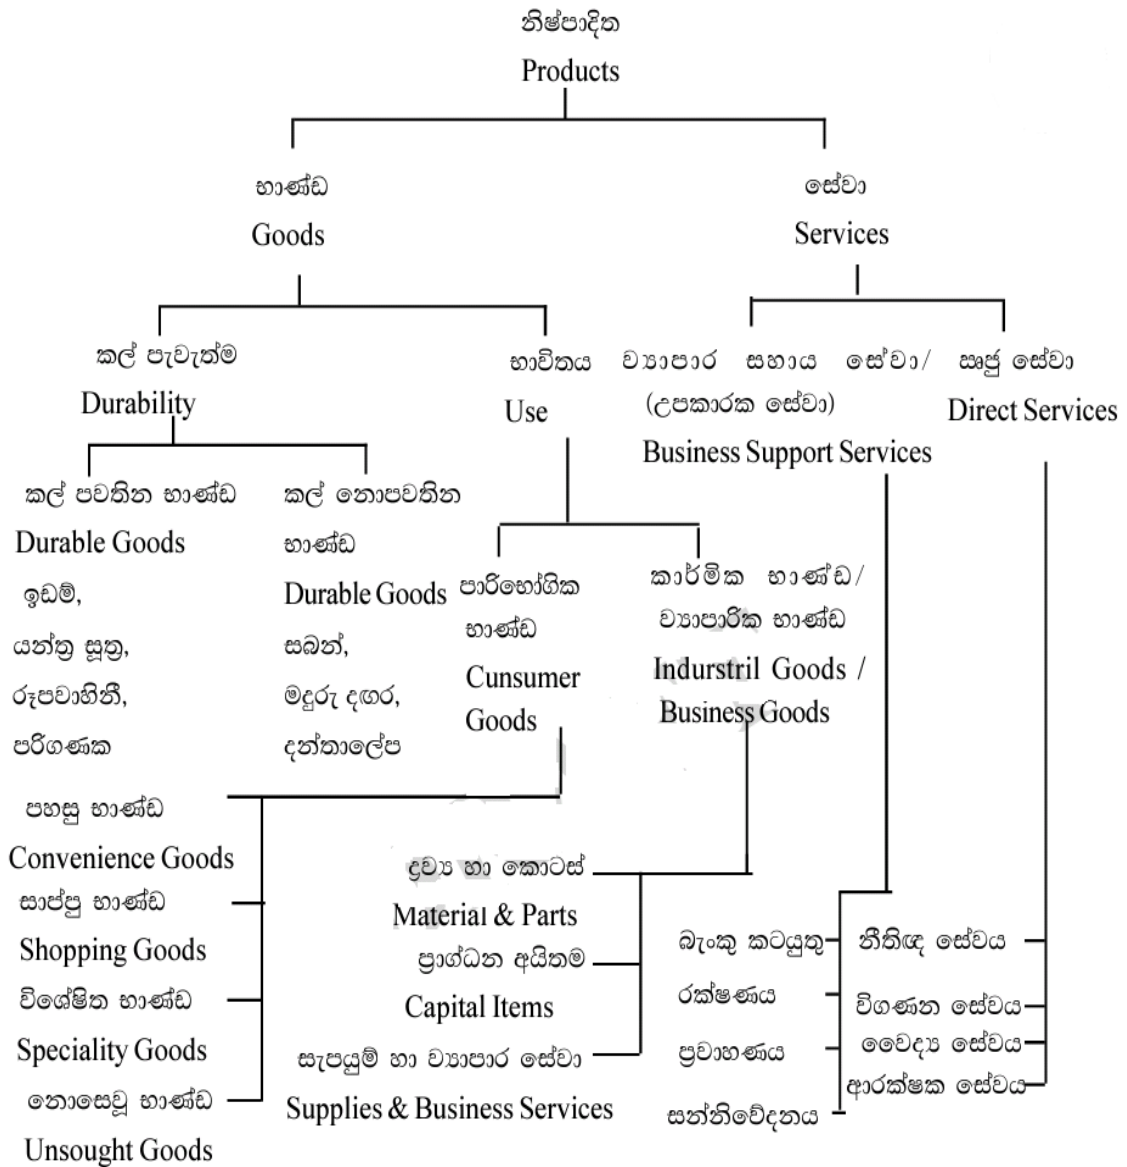 නිෂ්පාදිත
Products
භාණ්ඩ
Goods
සේවා
Services
කල් පැවැත්ම
Durability
භාවිතය
Use
ව්‍යාපාර සහාය සේවා/
(උපකාරක සේවා)
Business Support Services
ඍජු සේවා
Direct Services
කල් පවතින භාණ්ඩ
Durable Goods
ඉඩම්,
යන්ත්‍ර සූත්‍ර,
රූපවාහිනී,
පරිගණක
කල් නොපවතින
භාණ්ඩ
Durable Goods
සබන්,
මදුරු දඟර,
දන්තාලේප
පාරිභෝගික
භාණ්ඩ
Cunsumer
Goods
කාර්මික භාණ්ඩ/
ව්‍යාපාරික භාණ්ඩ
Indurstril Goods /
Business Goods
පහසු භාණ්ඩ
Convenience Goods
සාප්පු භාණ්ඩ
Shopping Goods
විශේෂිත භාණ්ඩ
Speciality Goods
නොසෙවූ භාණ්ඩ
Unsought Goods
ද්‍රව්‍ය හා කොටස්
Material & Parts
ප්‍රාග්ධන අයිතම
Capital Items
සැපයුම් හා ව්‍යාපාර සේවා
Supplies & Business Services
බැංකු කටයුතු
රක්ෂණය
ප්‍රවාහණය
සන්නිවේදනය
නීතිඥ සේවය
විගණන සේවය
වෛද්‍ය සේවය
ආරක්ෂක සේවය